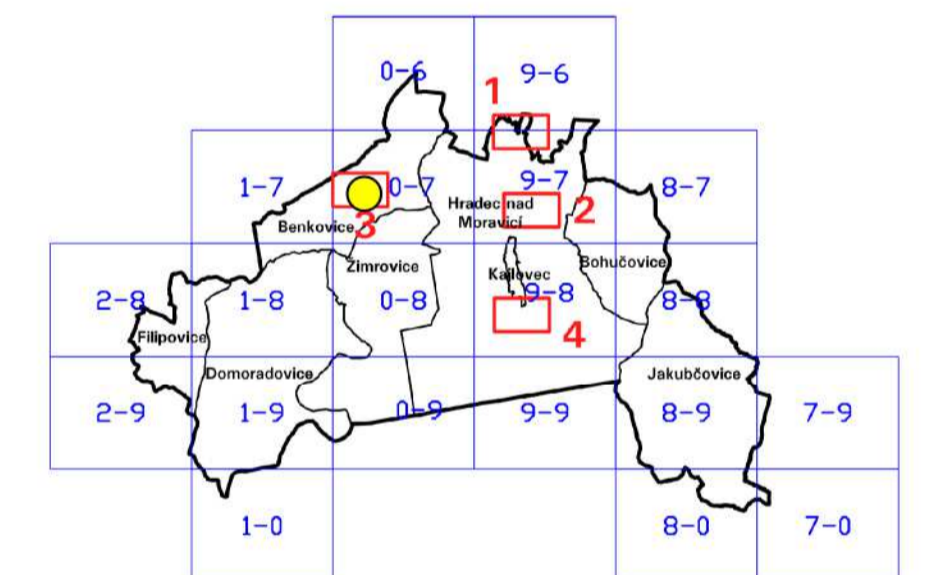 0-6
9-6
1
1-7
0-7
9-7
8-7
Hradec nad
Moravicí
2
3
Benkovice
Žimrovice
Kajlovec
Bohučovice
2-8
1-8
0-8
9-8
8-8
Filipovice
4
Domoradovice
Jakubčovice
2-9
1-9
0-9
9-9
8-9
7-9
1-0
8-0
7-0